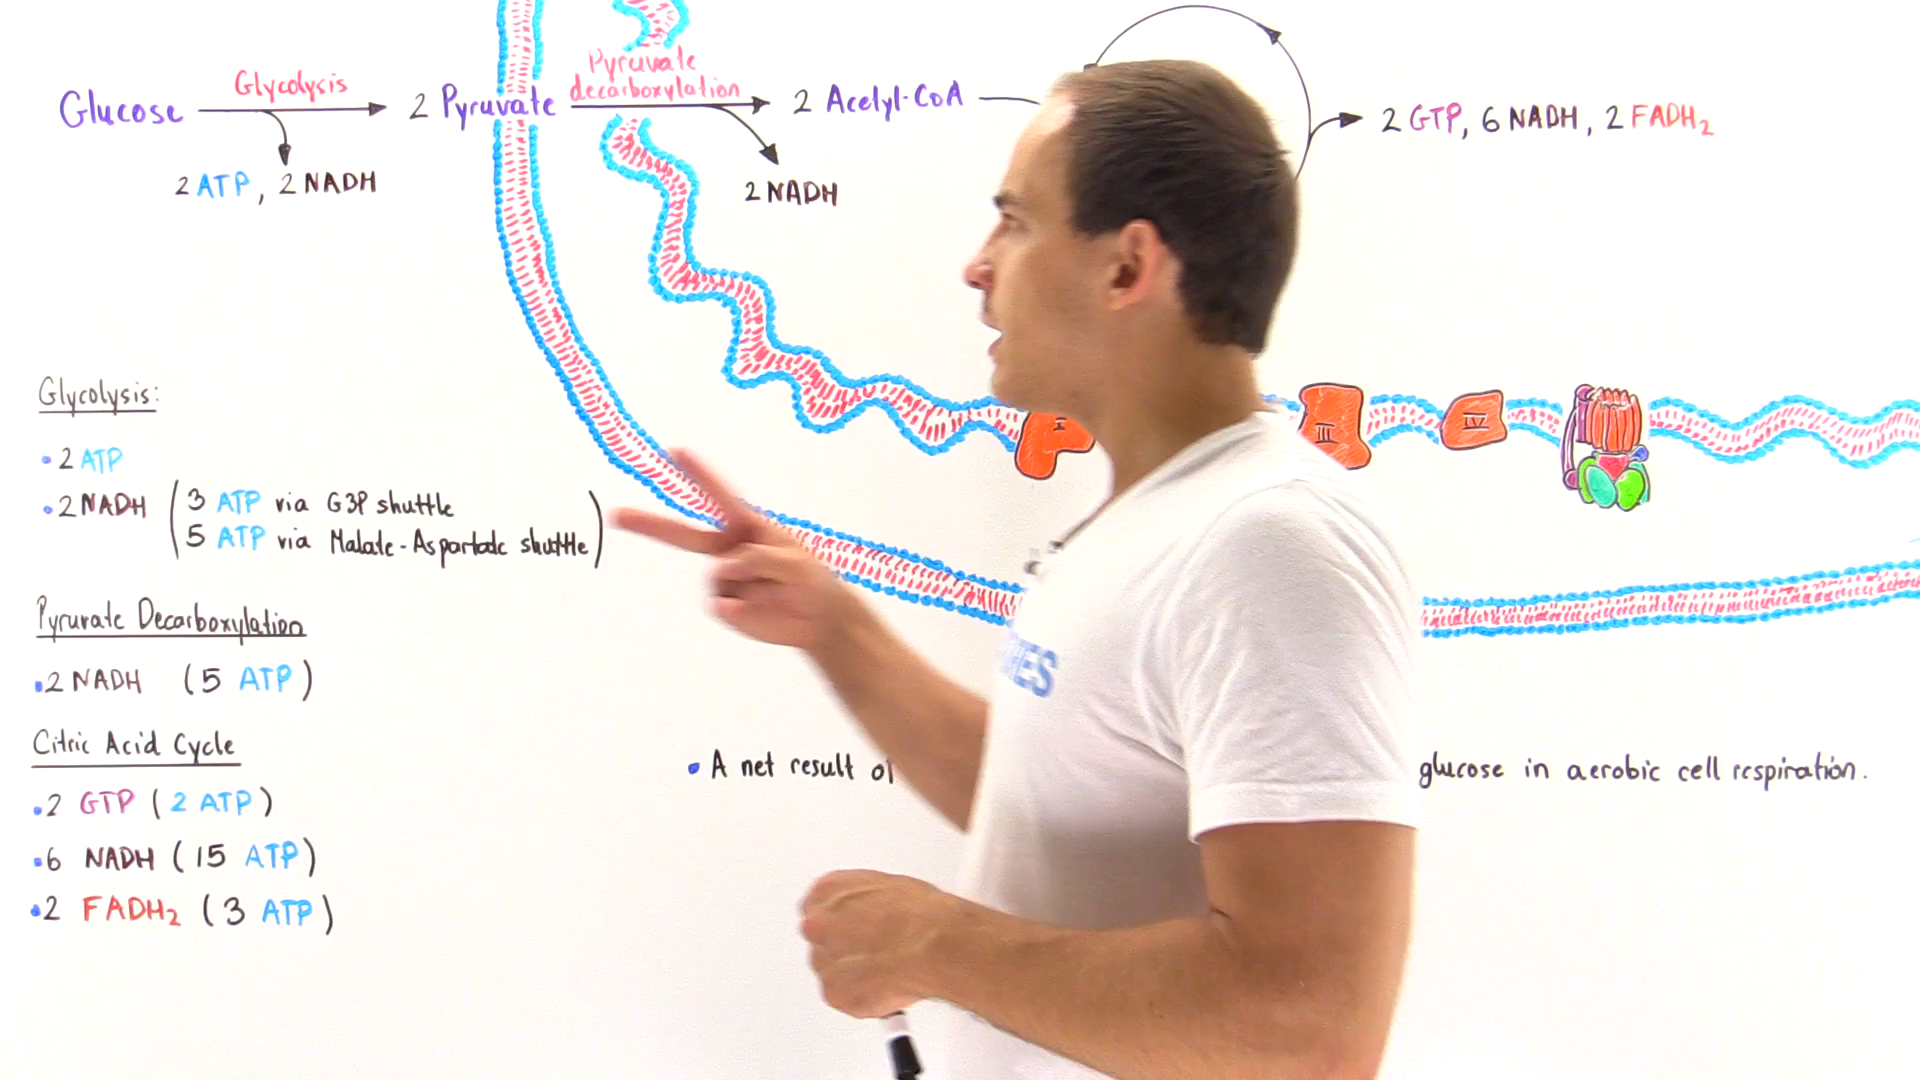 Glucose
Glycolysis
2 ATP, 2 NADH
2 Pyruvate
Pyruvate
decarboxylation
2 NADH
2 Acetyl-CoA
2 GTP, 6 NADH, 2 FADH₂
Glycolysis:
• 2 ATP
• 2 NADH (3 ATP via G3P shuttle
5 ATP via Malate-Aspartate shuttle)
Pyruvate Decarboxylation
• 2 NADH (5 ATP)
Citric Acid Cycle
• 2 GTP (2 ATP)
• 6 NADH (15 ATP)
• 2 FADH₂ (3 ATP)
I
III
IV
• A net result of
glucose in aerobic cell respiration.